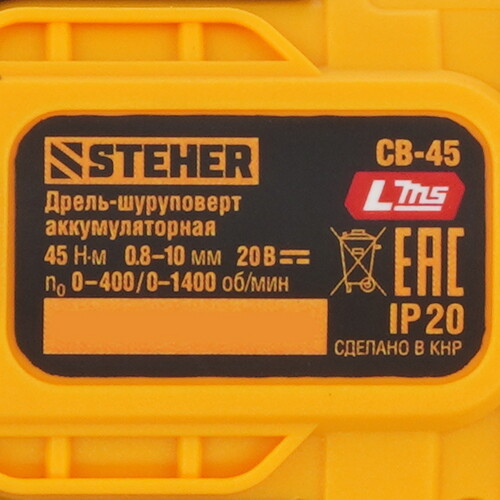 STEHER
CB-45
LMS
Дрель-шуруповерт
аккумуляторная
45 Н·м 0.8–10 мм 20 В
n₀ 0–400/0–1400 об/мин
EAC
IP 20
СДЕЛАНО В КНР